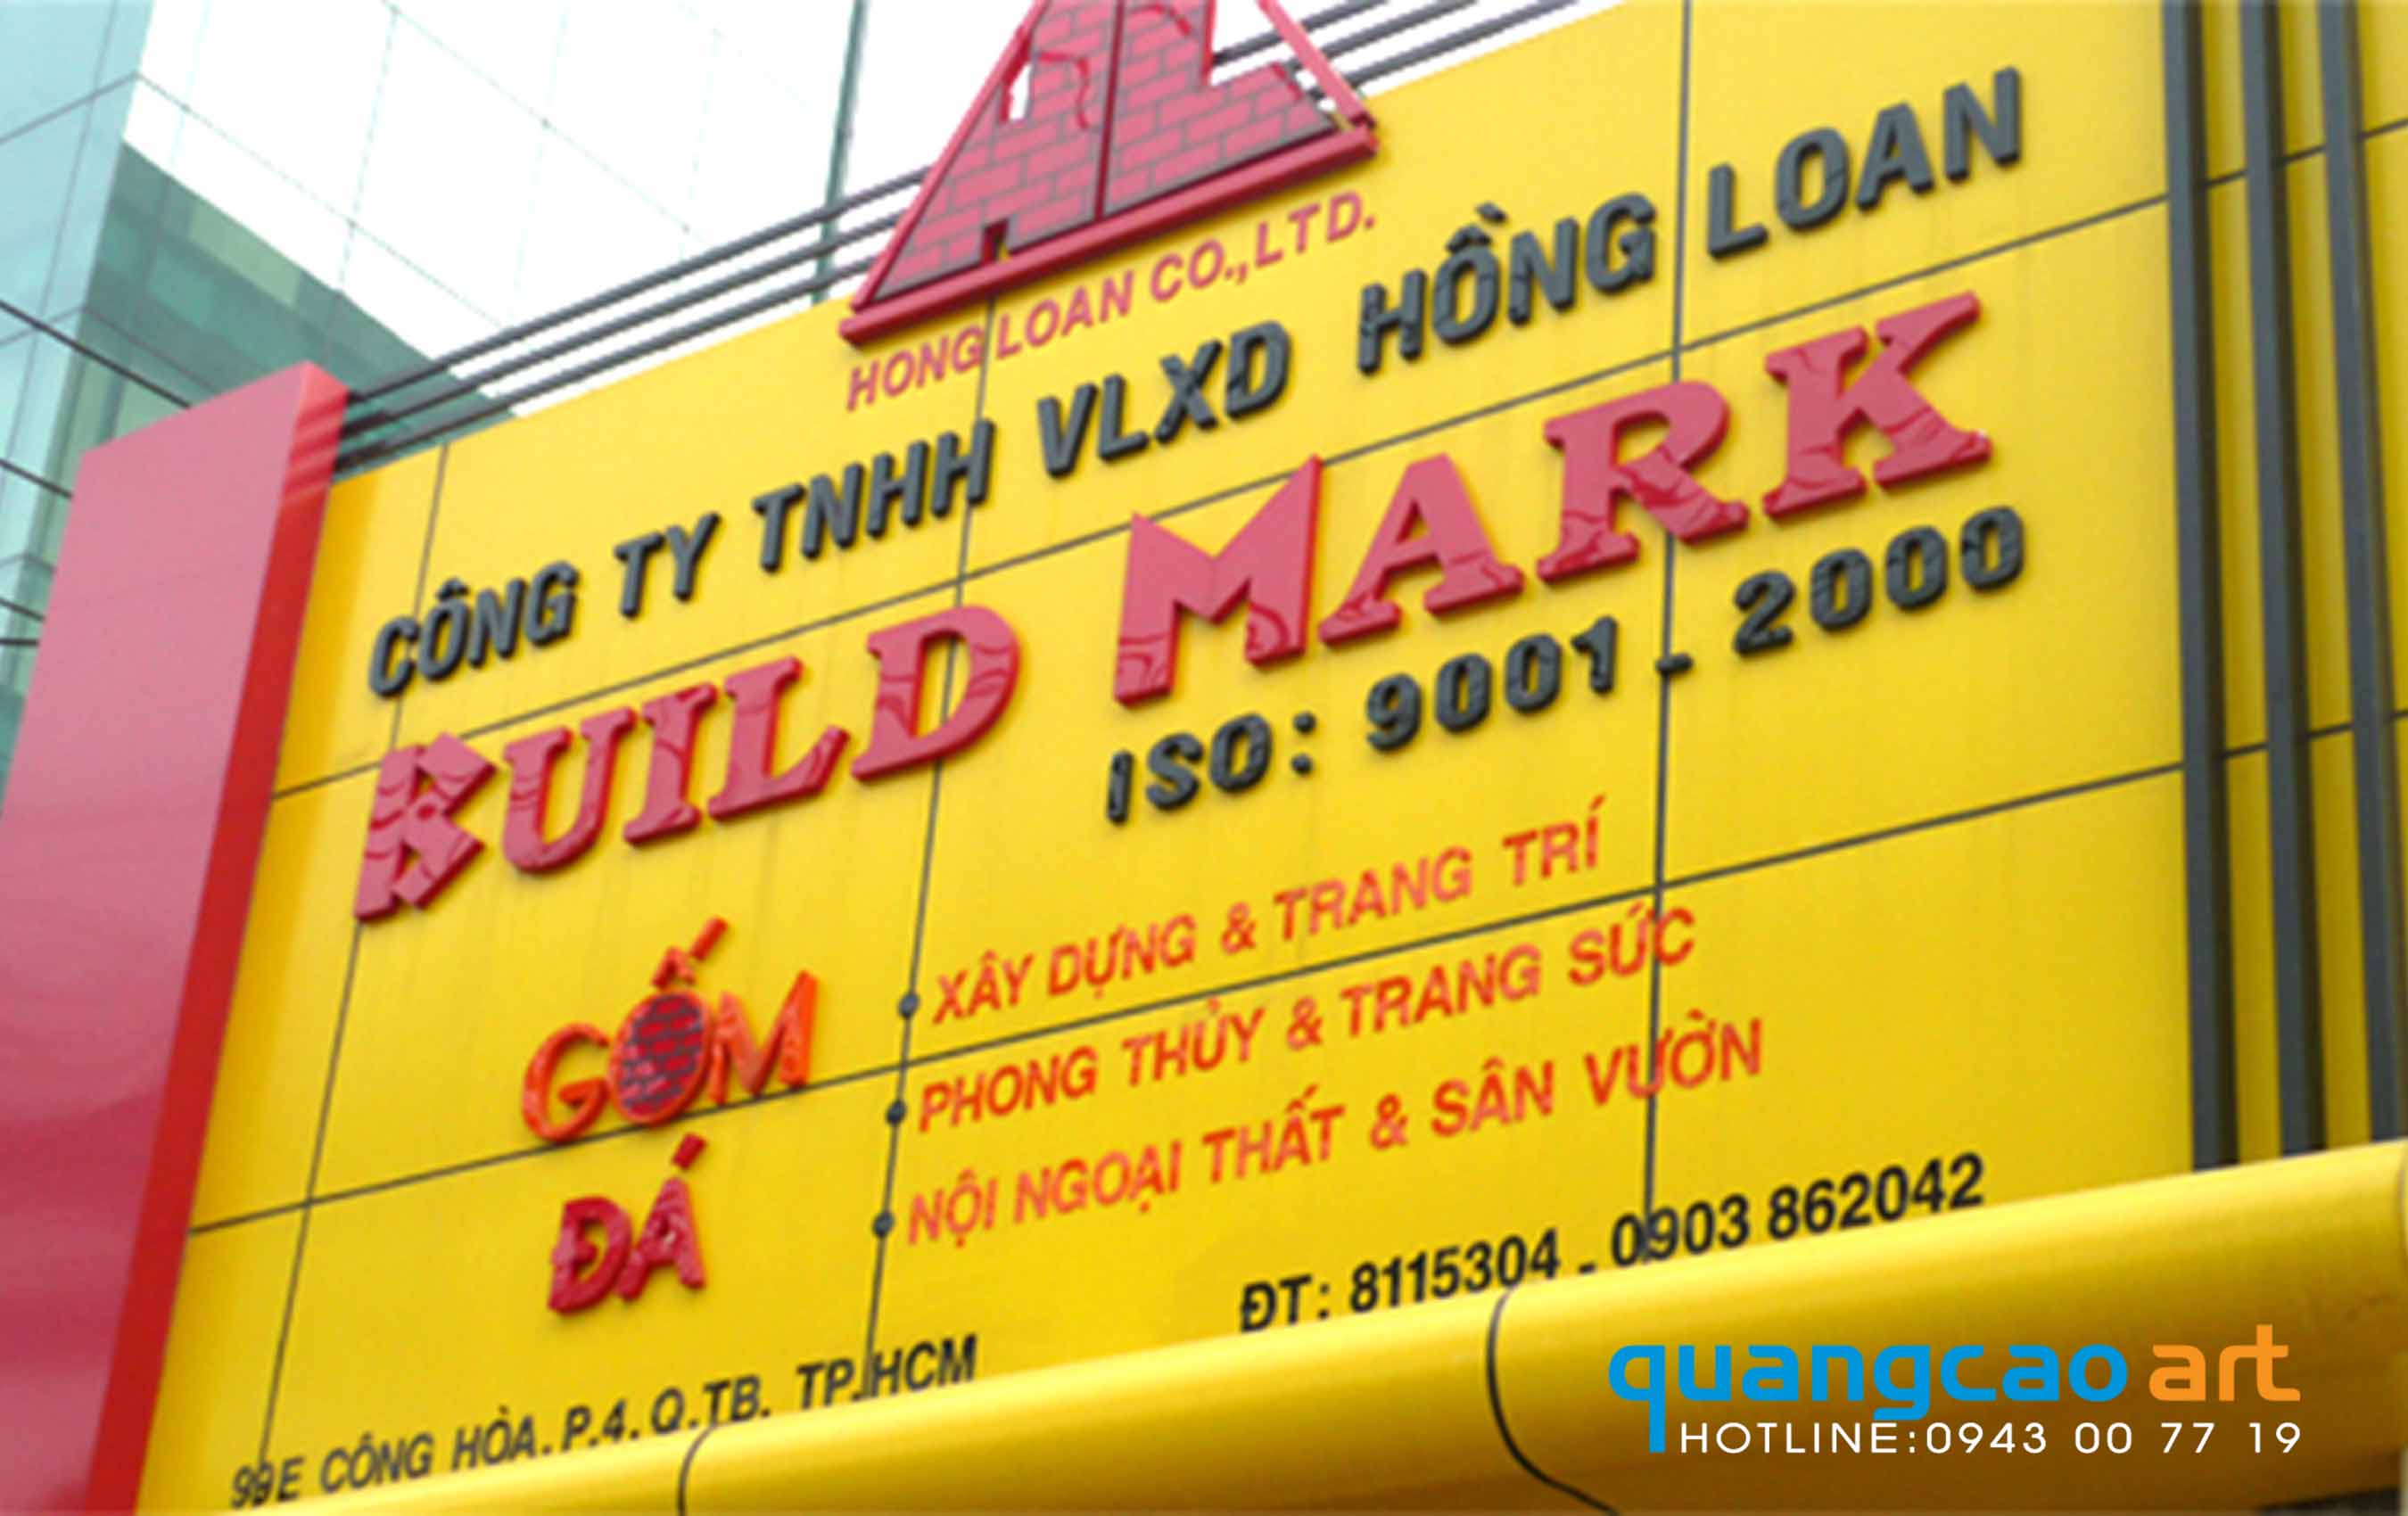 HONG LOAN CO.,LTD.
CÔNG TY TNHH VLXD HỒNG LOAN
BUILD MARK
ISO: 9001 - 2000
GỐM
ĐÁ
• XÂY DỰNG & TRANG TRÍ
• PHONG THỦY & TRANG SỨC
• NỘI NGOẠI THẤT & SÂN VƯỜN
ĐT: 8115304 - 0903 862042
99E CÔNG HÒA. P.4. Q.TB. TP.HCM
quangcao art
HOTLINE:0943 00 77 19